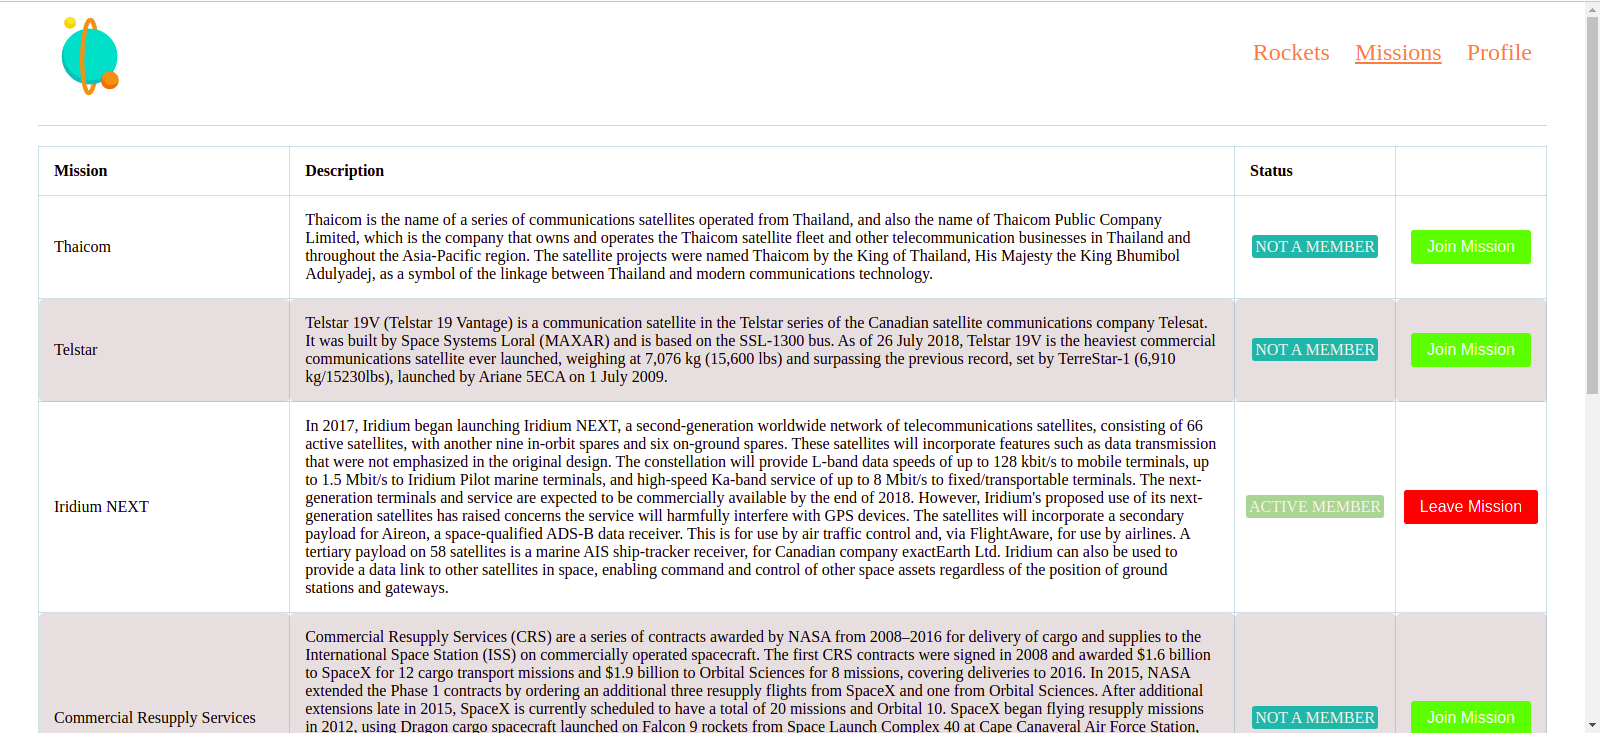 Rockets Missions Profile
Mission Description Status
Thaicom
Thaicom is the name of a series of communications satellites operated from Thailand, and also the name of Thaicom Public Company
Limited, which is the company that owns and operates the Thaicom satellite fleet and other telecommunication businesses in Thailand and
throughout the Asia-Pacific region. The satellite projects were named Thaicom by the King of Thailand, His Majesty the King Bhumibol
Adulyadej, as a symbol of the linkage between Thailand and modern communications technology.
NOT A MEMBER
Join Mission
Telstar
Telstar 19V (Telstar 19 Vantage) is a communication satellite in the Telstar series of the Canadian satellite communications company Telesat.
It was built by Space Systems Loral (MAXAR) and is based on the SSL-1300 bus. As of 26 July 2018, Telstar 19V is the heaviest commercial
communications satellite ever launched, weighing at 7,076 kg (15,600 lbs) and surpassing the previous record, set by TerreStar-1 (6,910
kg/15230lbs), launched by Ariane 5ECA on 1 July 2009.
NOT A MEMBER
Join Mission
Iridium NEXT
In 2017, Iridium began launching Iridium NEXT, a second-generation worldwide network of telecommunications satellites, consisting of 66
active satellites, with another nine in-orbit spares and six on-ground spares. These satellites will incorporate features such as data transmission
that were not emphasized in the original design. The constellation will provide L-band data speeds of up to 128 kbit/s to mobile terminals, up
to 1.5 Mbit/s to Iridium Pilot marine terminals, and high-speed Ka-band service of up to 8 Mbit/s to fixed/transportable terminals. The next-
generation terminals and service are expected to be commercially available by the end of 2018. However, Iridium's proposed use of its next-
generation satellites has raised concerns the service will harmfully interfere with GPS devices. The satellites will incorporate a secondary
payload for Aireon, a space-qualified ADS-B data receiver. This is for use by air traffic control and, via FlightAware, for use by airlines. A
tertiary payload on 58 satellites is a marine AIS ship-tracker receiver, for Canadian company exactEarth Ltd. Iridium can also be used to
provide a data link to other satellites in space, enabling command and control of other space assets regardless of the position of ground
stations and gateways.
ACTIVE MEMBER
Leave Mission
Commercial Resupply Services
Commercial Resupply Services (CRS) are a series of contracts awarded by NASA from 2008–2016 for delivery of cargo and supplies to the
International Space Station (ISS) on commercially operated spacecraft. The first CRS contracts were signed in 2008 and awarded $1.6 billion
to SpaceX for 12 cargo transport missions and $1.9 billion to Orbital Sciences for 8 missions, covering deliveries to 2016. In 2015, NASA
extended the Phase 1 contracts by ordering an additional three resupply flights from SpaceX and one from Orbital Sciences. After additional
extensions late in 2015, SpaceX is currently scheduled to have a total of 20 missions and Orbital 10. SpaceX began flying resupply missions
in 2012, using Dragon cargo spacecraft launched on Falcon 9 rockets from Space Launch Complex 40 at Cape Canaveral Air Force Station,
NOT A MEMBER
Join Mission